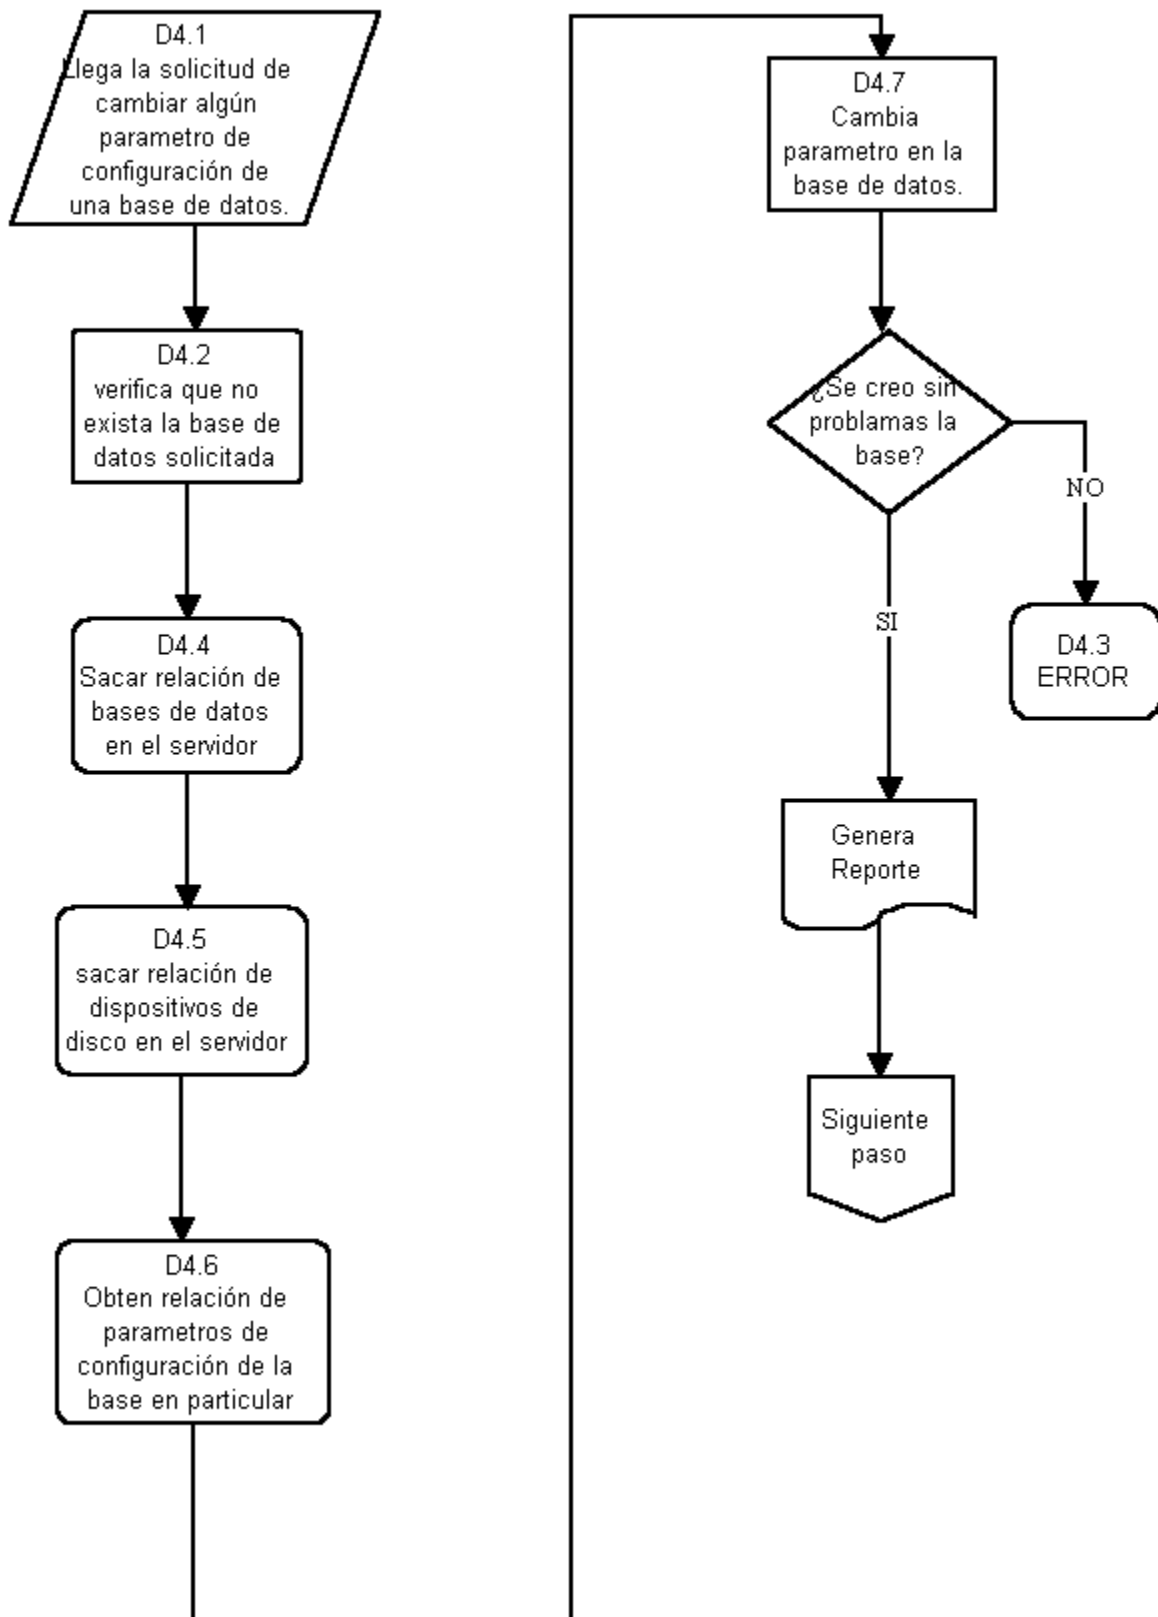 D4.1
Llega la solicitud de
cambiar algún
parametro de
configuración de
una base de datos.
D4.2
verifica que no
exista la base de
datos solicitada
D4.4
Sacar relación de
bases de datos
en el servidor
D4.5
sacar relación de
dispositivos de
disco en el servidor
D4.6
Obten relación de
parametros de
configuración de la
base en particular
D4.7
Cambia
parametro en la
base de datos.
¿Se creo sin
problamas la
base?
NO
SI
D4.3
ERROR
Genera
Reporte
Siguiente
paso